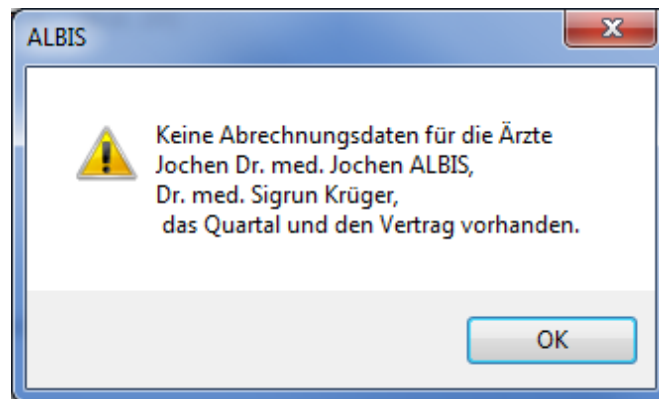 ALBIS
Keine Abrechnungsdaten für die Ärzte
Jochen Dr. med. Jochen ALBIS,
Dr. med. Sigrun Krüger,
das Quartal und den Vertrag vorhanden.
OK